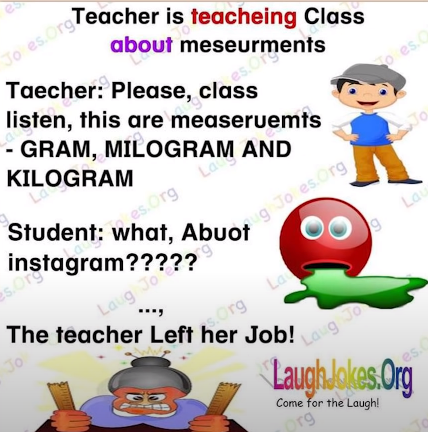 Teacher is teacheing Class
about meseurments
Taecher: Please, class
listen, this are measeruemts
- GRAM, MILOGRAM AND
KILOGRAM
Student: what, Abuot
instagram?????
...,
The teacher Left her Job!
LaughJokes.Org
Come for the Laugh!